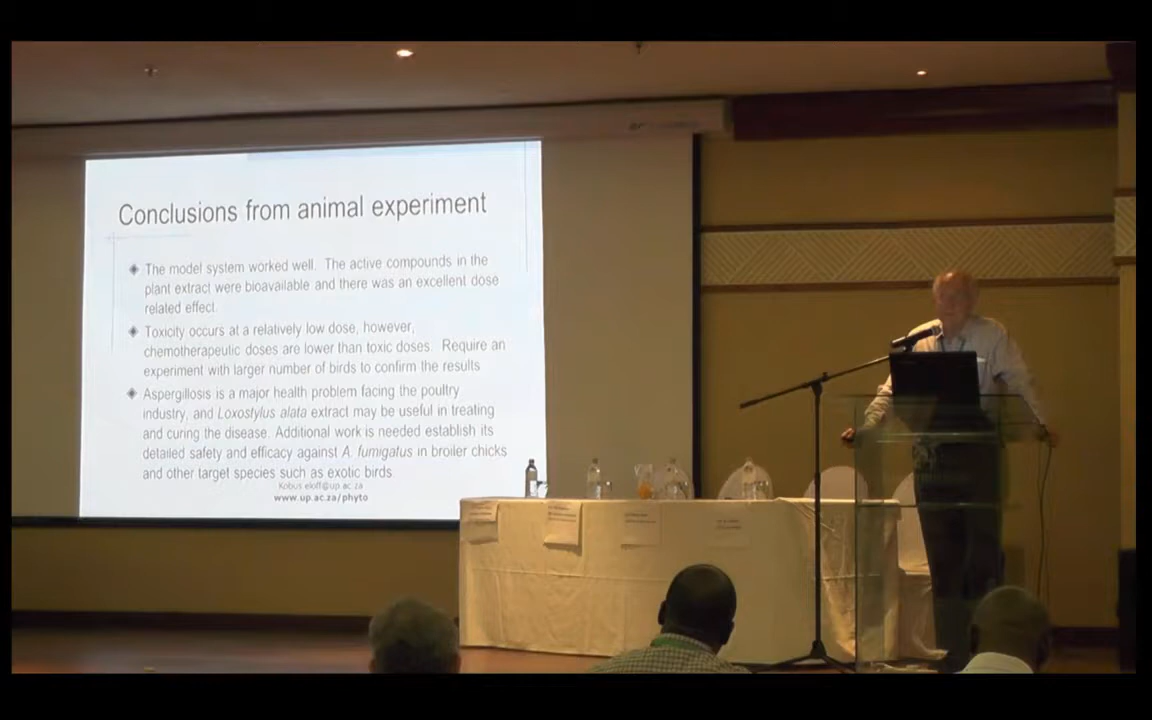 Conclusions from animal experiment
The model system worked well. The active compounds in the
plant extract were bioavailable and there was an excellent dose
related effect.
Toxicity occurs at a relatively low dose, however,
chemotherapeutic doses are lower than toxic doses. Require an
experiment with larger number of birds to confirm the results
Aspergillosis is a major health problem facing the poultry
industry, and Loxostylus alata extract may be useful in treating
and curing the disease. Additional work is needed establish its
detailed safety and efficacy against A. fumigatus in broiler chicks
and other target species such as exotic birds.
Kobus eloff@up ac za
www.up.ac.za/phyto